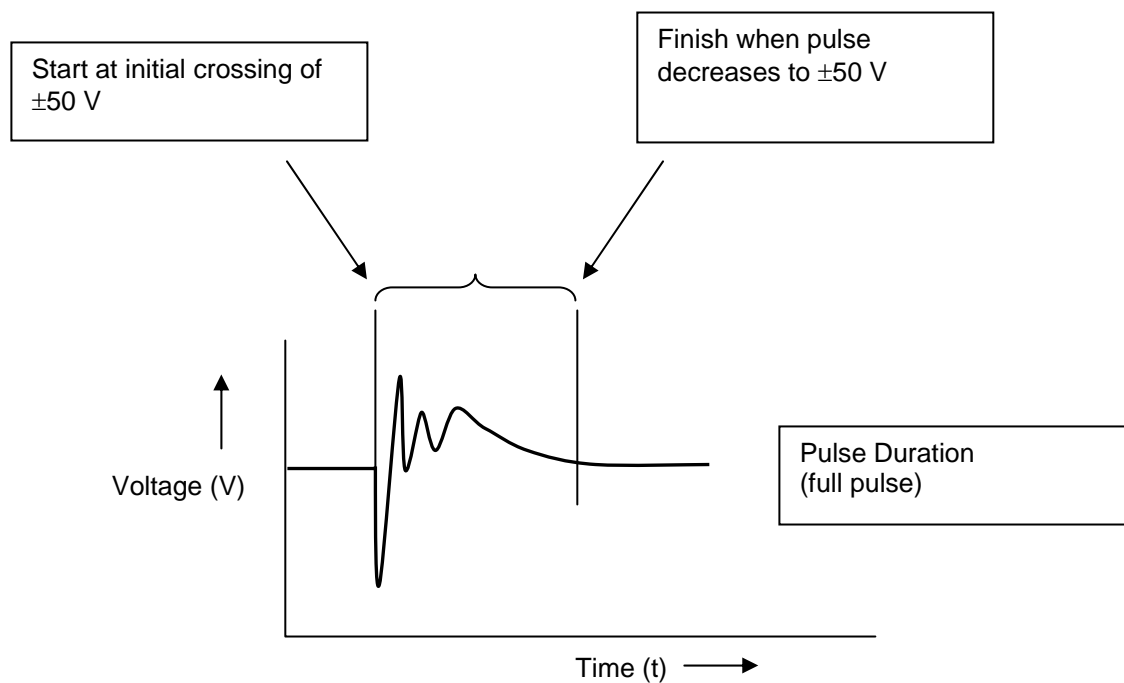 Start at initial crossing of
±50 V
Finish when pulse
decreases to ±50 V
Voltage (V)
Pulse Duration
(full pulse)
Time (t)